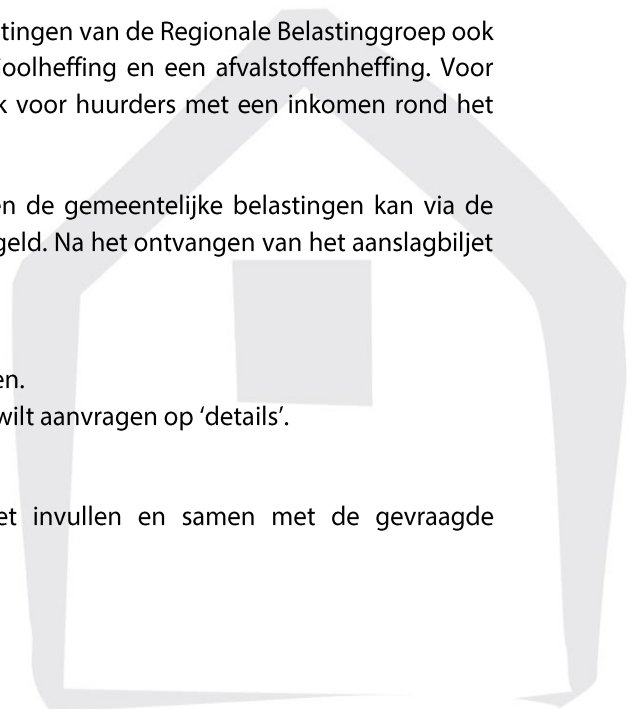 tingen van de Regionale Belastinggroep ook
ioolheffing en een afvalstoffenheffing. Voor
k voor huurders met een inkomen rond het
en de gemeentelijke belastingen kan via de
geld. Na het ontvangen van het aanslagbiljet
en.
wilt aanvragen op ‘details’.
et invullen en samen met de gevraagde